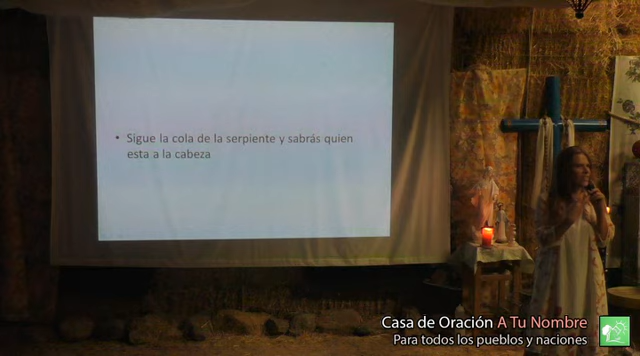 • Sigue la cola de la serpiente y sabrás quien
esta a la cabeza
Casa de Oración A Tu Nombre
Para todos los pueblos y naciones